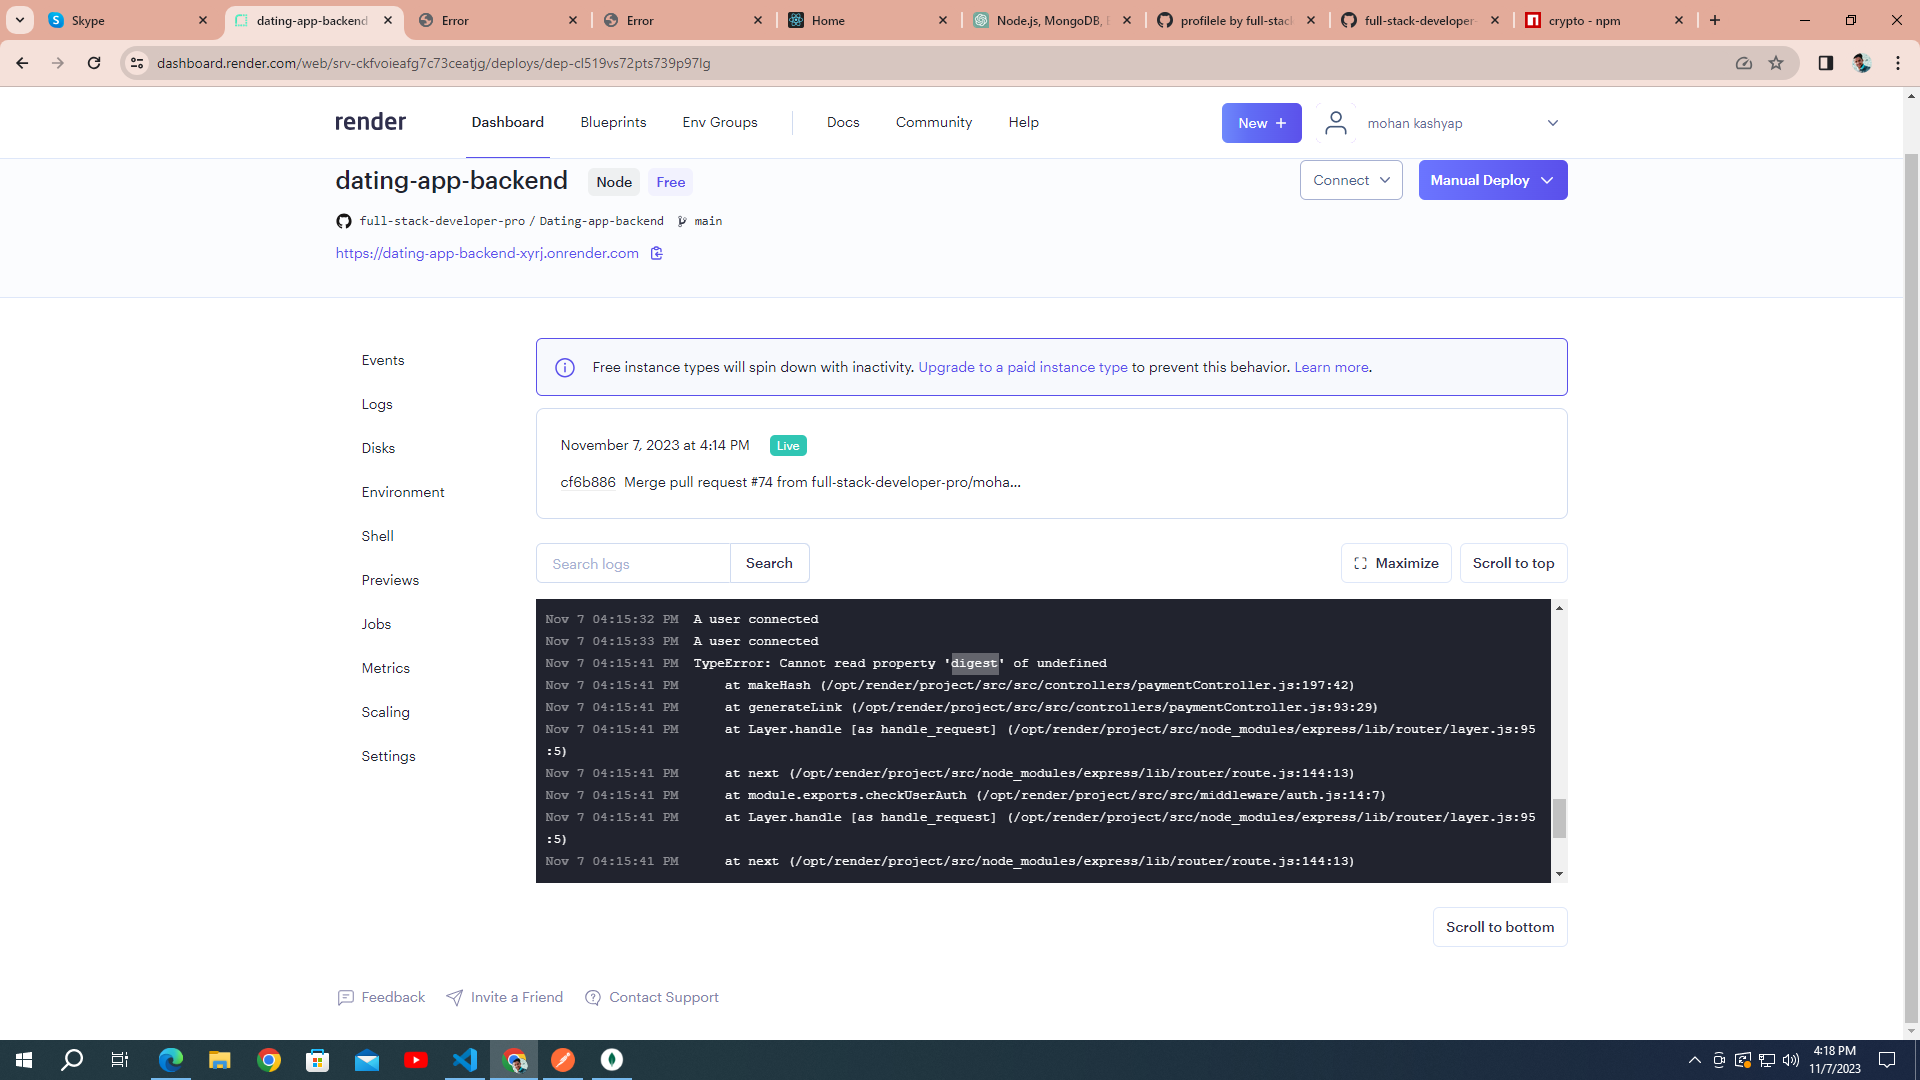 Skype
dating-app-backend
Error
Error
Home
Node.js, MongoDB, E
profilele by full-stack
full-stack-developer-
crypto - npm
dashboard.render.com/web/srv-ckfvoieafg7c73ceatjg/deploys/dep-cl519vs72pts739p97lg
render
Dashboard
Blueprints
Env Groups
Docs
Community
Help
New +
mohan kashyap
dating-app-backend
Node
Free
Connect
Manual Deploy
full-stack-developer-pro / Dating-app-backend
main
https://dating-app-backend-xyrj.onrender.com
Events
Logs
Disks
Environment
Shell
Previews
Jobs
Metrics
Scaling
Settings
Free instance types will spin down with inactivity. Upgrade to a paid instance type to prevent this behavior. Learn more.
November 7, 2023 at 4:14 PM
Live
cf6b886 Merge pull request #74 from full-stack-developer-pro/moha...
Search logs
Search
Maximize
Scroll to top
Nov 7 04:15:32 PM A user connected
Nov 7 04:15:33 PM A user connected
Nov 7 04:15:41 PM TypeError: Cannot read property 'digest' of undefined
Nov 7 04:15:41 PM at makeHash (/opt/render/project/src/src/controllers/paymentController.js:197:42)
Nov 7 04:15:41 PM at generateLink (/opt/render/project/src/src/controllers/paymentController.js:93:29)
Nov 7 04:15:41 PM at Layer.handle [as handle_request] (/opt/render/project/src/node_modules/express/lib/router/layer.js:95
:5)
Nov 7 04:15:41 PM at next (/opt/render/project/src/node_modules/express/lib/router/route.js:144:13)
Nov 7 04:15:41 PM at module.exports.checkUserAuth (/opt/render/project/src/src/middleware/auth.js:14:7)
Nov 7 04:15:41 PM at Layer.handle [as handle_request] (/opt/render/project/src/node_modules/express/lib/router/layer.js:95
:5)
Nov 7 04:15:41 PM at next (/opt/render/project/src/node_modules/express/lib/router/route.js:144:13)
Scroll to bottom
Feedback
Invite a Friend
Contact Support
4:18 PM
11/7/2023